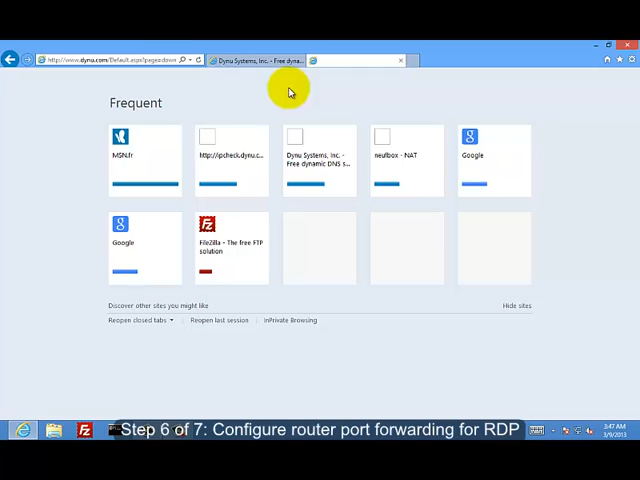 http://www.dynu.com/Default.aspx?page=down
Dynu Systems, Inc. - Free dyna...
Frequent
MSN.fr
http://ipcheck.dynu.c...
Dynu Systems, Inc. -
Free dynamic DNS s...
neufbox - NAT
Google
Google
FileZilla - The free FTP
solution
Discover other sites you might like
Hide sites
Reopen closed tabs
Reopen last session
InPrivate Browsing
Step 6 of 7: Configure router port forwarding for RDP
3:47 AM
3/9/2013